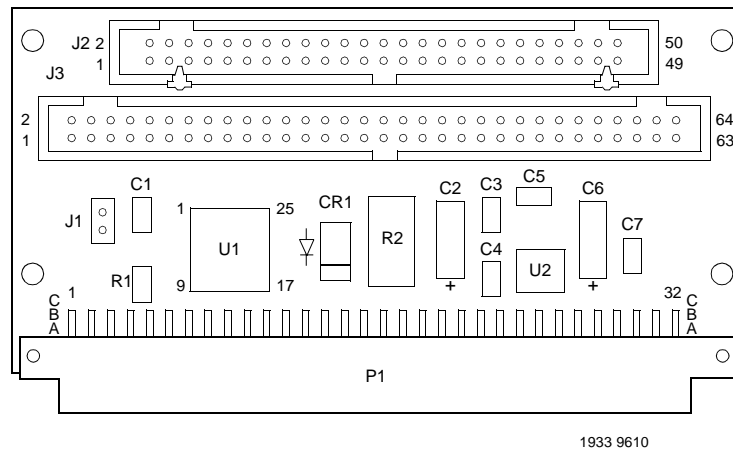 J2 2 50
1 49
J3
2 64
1 63
C1 CR1 C2 C3 C5 C6
J1 1 25 C7
U1 R2
C4 U2
R1 9 17
+ +
C 1 32 C
B B
A A
P1
1933 9610